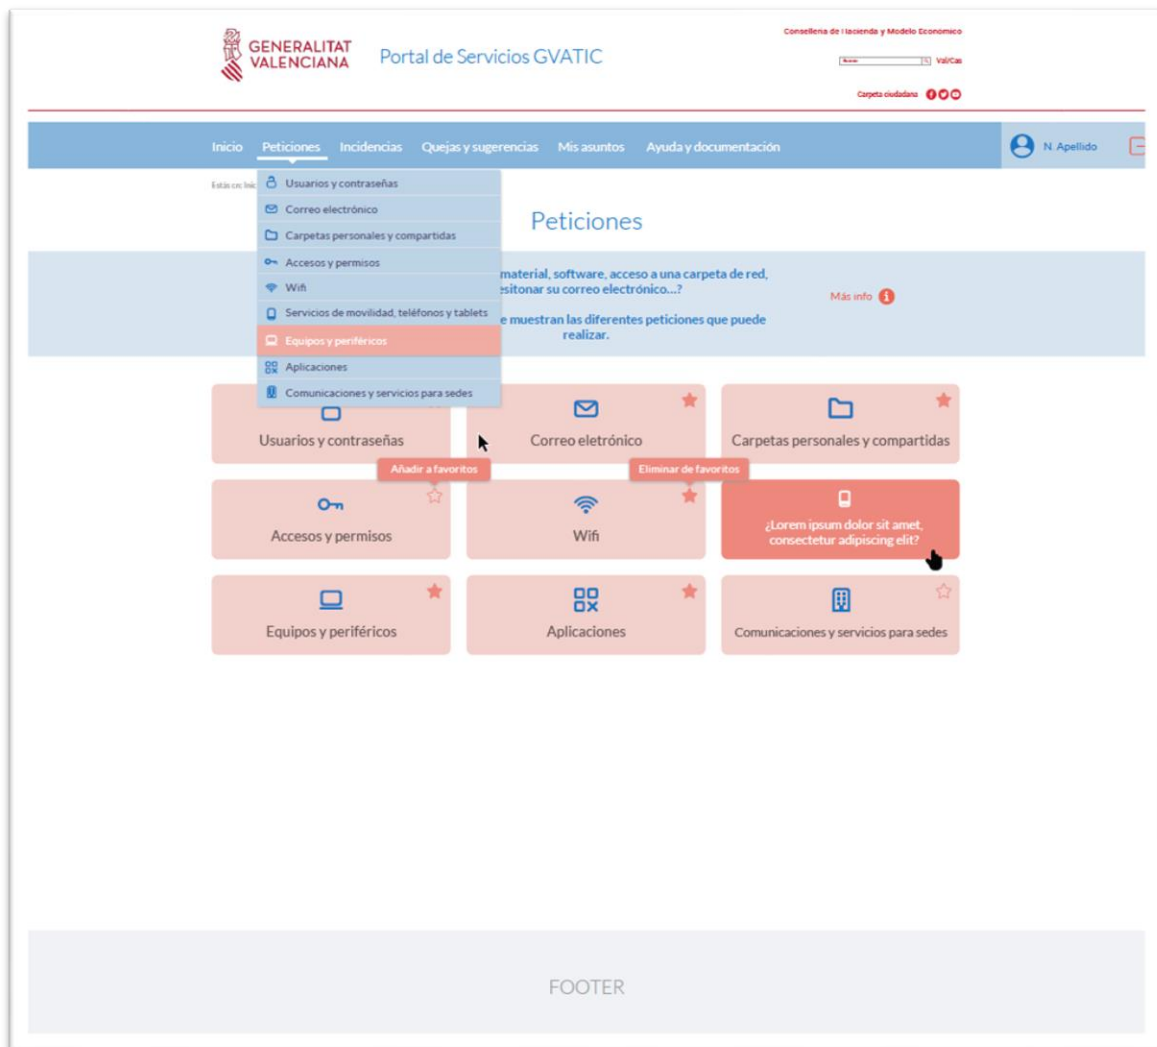 Conselleria de Hacienda y Modelo Economico
GENERALITAT
VALENCIANA
Portal de Servicios GVATIC
Buscar
Val/Cas
Carpeta ciudadana
Inicio Peticiones Incidencias Quejas y sugerencias Mis asuntos Ayuda y documentación
N. Apellido
Estás en: Inic
Usuarios y contraseñas
Correo electrónico
Carpetas personales y compartidas
Accesos y permisos
Wifi
Servicios de movilidad, teléfonos y tablets
Equipos y periféricos
Aplicaciones
Comunicaciones y servicios para sedes
Peticiones
material, software, acceso a una carpeta de red,
esitonar su correo electrónico...?
e muestran las diferentes peticiones que puede
realizar.
Más info
Usuarios y contraseñas
Correo eletrónico
Carpetas personales y compartidas
Añadir a favoritos
Eliminar de favoritos
Accesos y permisos
Wifi
¿Lorem ipsum dolor sit amet,
consectetur adipiscing elit?
Equipos y periféricos
Aplicaciones
Comunicaciones y servicios para sedes
FOOTER